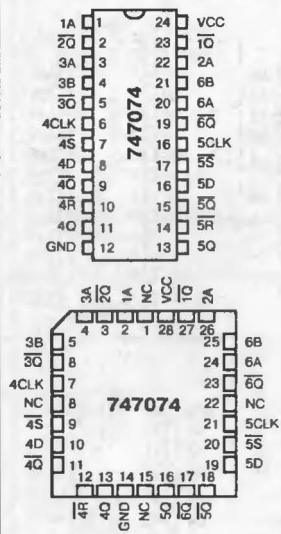 1A 1 24 VCC
2Q̅ 2 23 1Q̅
3A 3 22 2A
3B 4 21 6B
3Q̅ 5 20 6A
4CLK 6 19 6Q̅
4S̅ 7 16 5CLK
4D 8 17 5S̅
4Q̅ 9 16 5D
4R̅ 10 15 5Q̅
4Q 11 14 5R̅
GND 12 13 5Q
747074
3A 2Q̅ 1A NC VCC 1Q̅ 2A
4 3 2 1 28 27 26
3B 5 25 6B
3Q̅ 8 24 6A
4CLK 7 23 6Q̅
NC 8 22 NC
747074
4S̅ 9 21 5CLK
4D 10 20 5S̅
4Q̅ 11 19 5D
12 13 14 15 16 17 18
4R̅ 4Q GND NC 5Q 6Q̅ 5Q̅